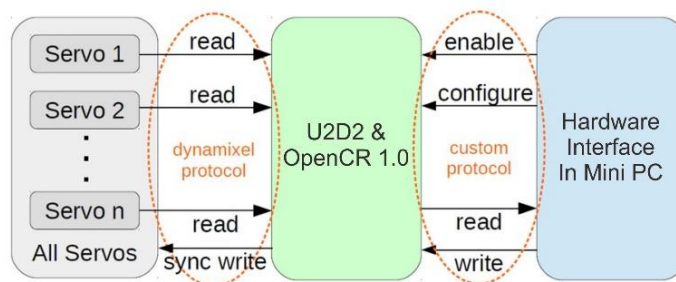 Servo 1
Servo 2
Servo n
All Servos
read
read
dynamixel
protocol
read
sync write
U2D2 &
OpenCR 1.0
enable
configure
custom
protocol
read
write
Hardware
Interface
In Mini PC